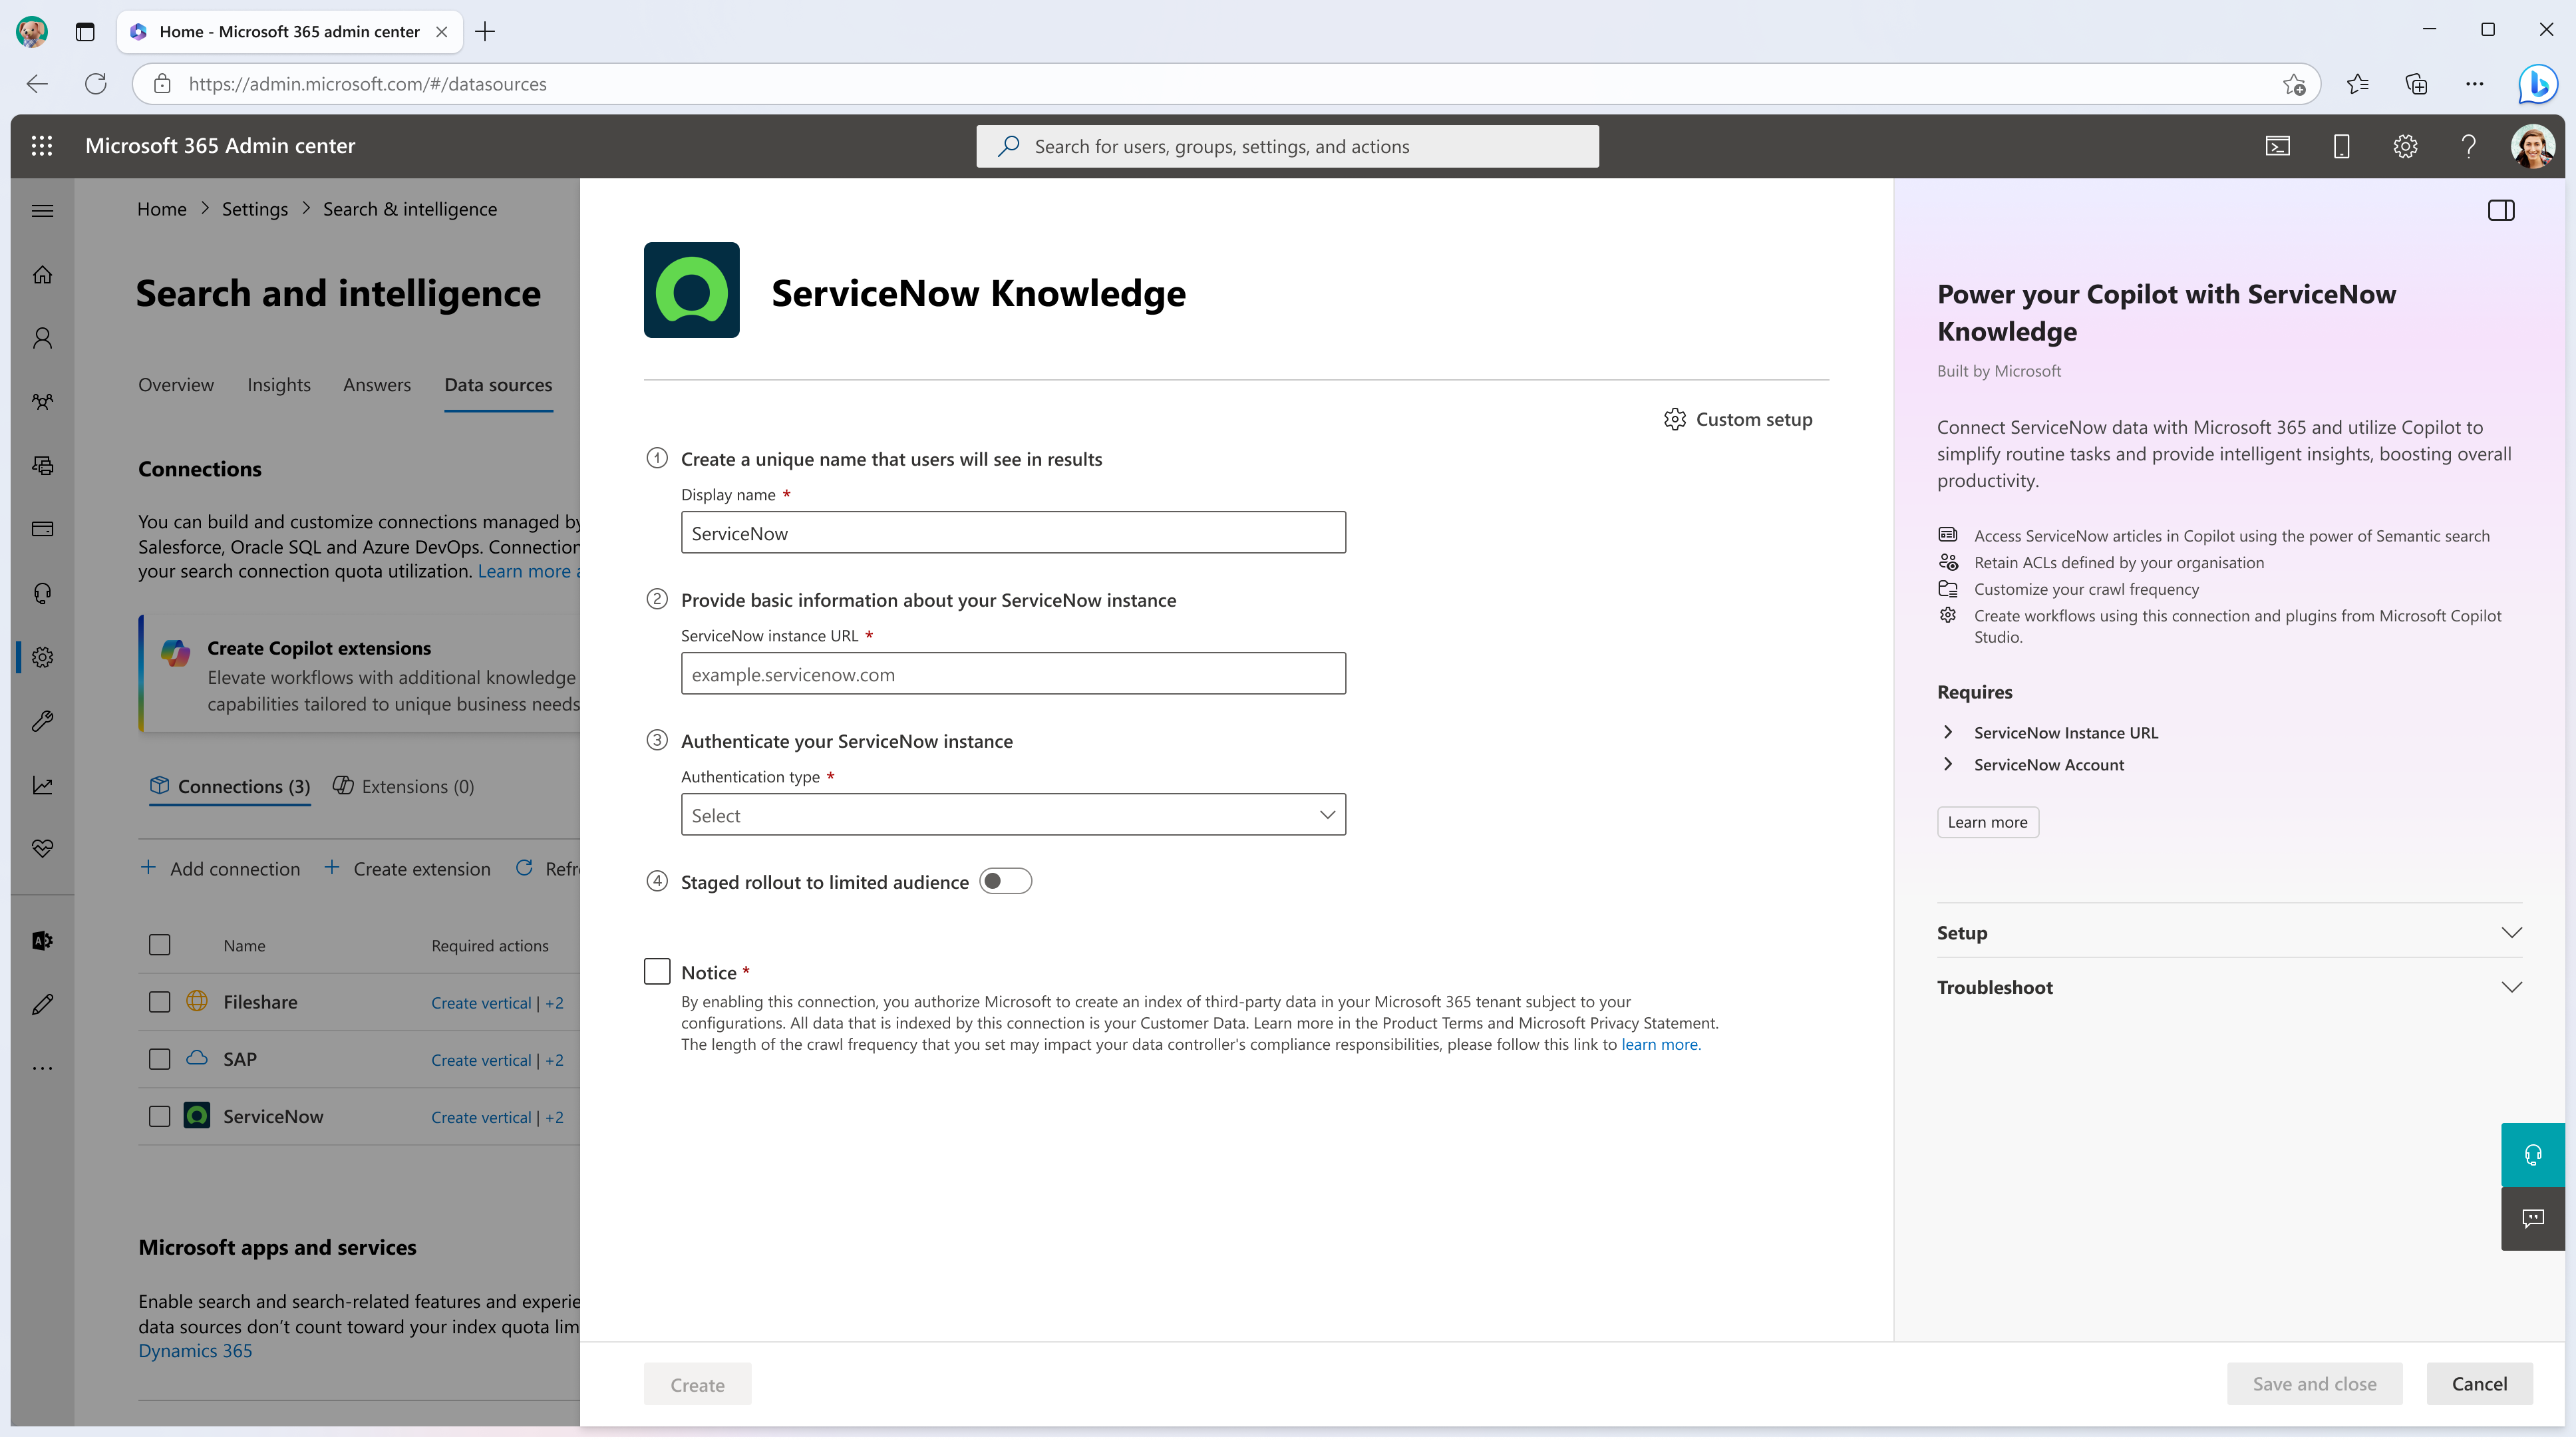 Home - Microsoft 365 admin center
https://admin.microsoft.com/#/datasources
Microsoft 365 Admin center
Search for users, groups, settings, and actions
Home > Settings > Search & intelligence
Search and intelligence
Overview Insights Answers Data sources
Connections
You can build and customize connections managed by
Salesforce, Oracle SQL and Azure DevOps. Connection
your search connection quota utilization. Learn more a
Create Copilot extensions
Elevate workflows with additional knowledge
capabilities tailored to unique business needs
Connections (3) Extensions (0)
+ Add connection + Create extension Refr
Name Required actions
Fileshare Create vertical | +2
SAP Create vertical | +2
ServiceNow Create vertical | +2
Microsoft apps and services
Enable search and search-related features and experie
data sources don’t count toward your index quota lim
Dynamics 365
ServiceNow Knowledge
Custom setup
1 Create a unique name that users will see in results
Display name *
ServiceNow
2 Provide basic information about your ServiceNow instance
ServiceNow instance URL *
example.servicenow.com
3 Authenticate your ServiceNow instance
Authentication type *
Select
4 Staged rollout to limited audience
Notice *
By enabling this connection, you authorize Microsoft to create an index of third-party data in your Microsoft 365 tenant subject to your
configurations. All data that is indexed by this connection is your Customer Data. Learn more in the Product Terms and Microsoft Privacy Statement.
The length of the crawl frequency that you set may impact your data controller's compliance responsibilities, please follow this link to learn more.
Create
Power your Copilot with ServiceNow
Knowledge
Built by Microsoft
Connect ServiceNow data with Microsoft 365 and utilize Copilot to
simplify routine tasks and provide intelligent insights, boosting overall
productivity.
Access ServiceNow articles in Copilot using the power of Semantic search
Retain ACLs defined by your organisation
Customize your crawl frequency
Create workflows using this connection and plugins from Microsoft Copilot
Studio.
Requires
ServiceNow Instance URL
ServiceNow Account
Learn more
Setup
Troubleshoot
Save and close
Cancel